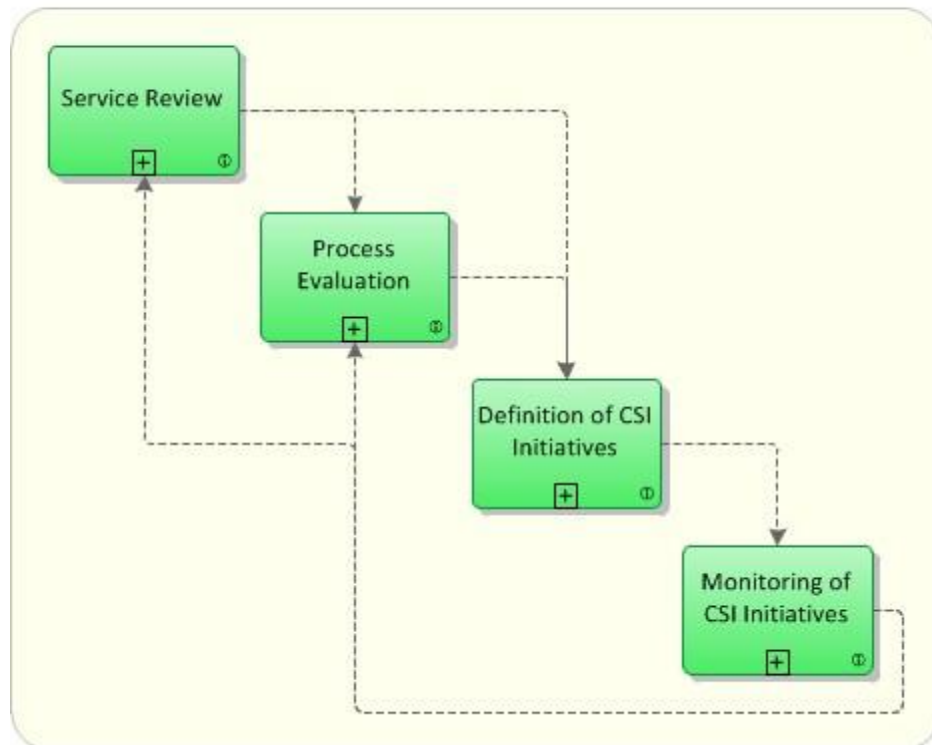 Service Review
Process
Evaluation
Definition of CSI
Initiatives
Monitoring of
CSI Initiatives